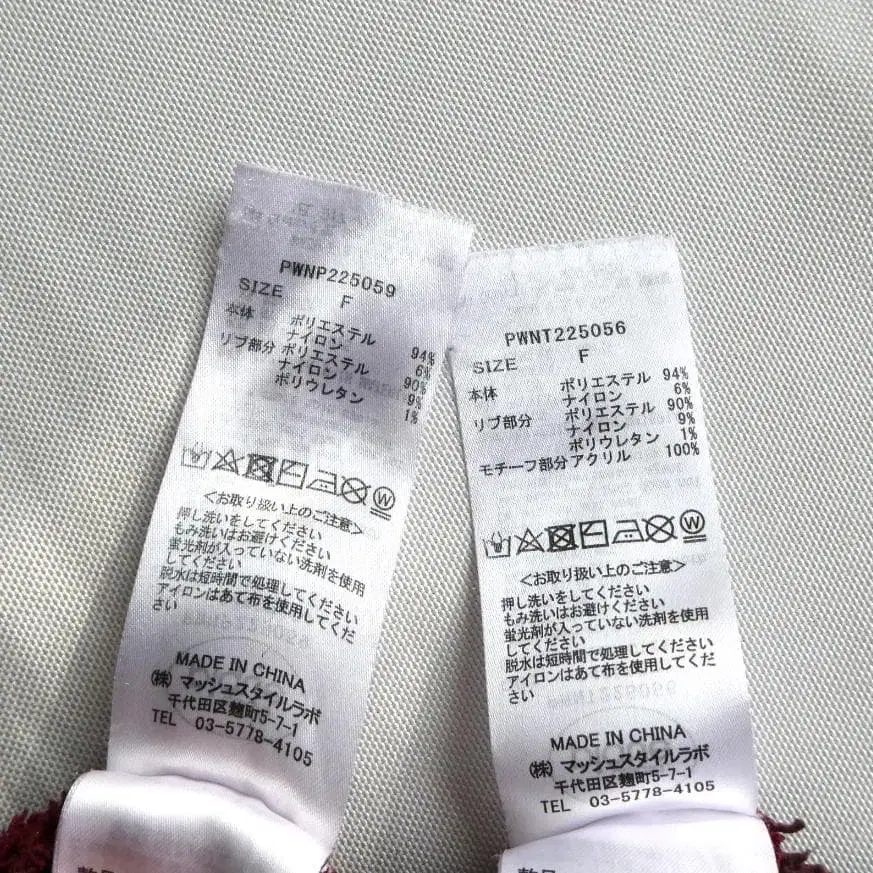 PWNP225059
SIZE F
本体 ポリエステル 94%
ナイロン 6%
リブ部分 ポリエステル 90%
ナイロン 9%
ポリウレタン 1%
W
<お取り扱い上のご注意>
押し洗いをしてください
もみ洗いはお避けください
蛍光剤が入っていない洗剤を使用
してください
脱水は短時間で処理してください
アイロンはあて布を使用してくだ
さい
MADE IN CHINA
(株) マッシュスタイルラボ
千代田区麹町5-7-1
TEL 03-5778-4105
PWNT225056
SIZE F
本体 ポリエステル 94%
ナイロン 6%
リブ部分 ポリエステル 90%
ナイロン 9%
ポリウレタン 1%
モチーフ部分 アクリル 100%
W
<お取り扱い上のご注意>
押し洗いをしてください
もみ洗いはお避けください
蛍光剤が入っていない洗剤を使用
してください
脱水は短時間で処理してください
アイロンはあて布を使用してくだ
さい
MADE IN CHINA
(株) マッシュスタイルラボ
千代田区麹町5-7-1
TEL 03-5778-4105